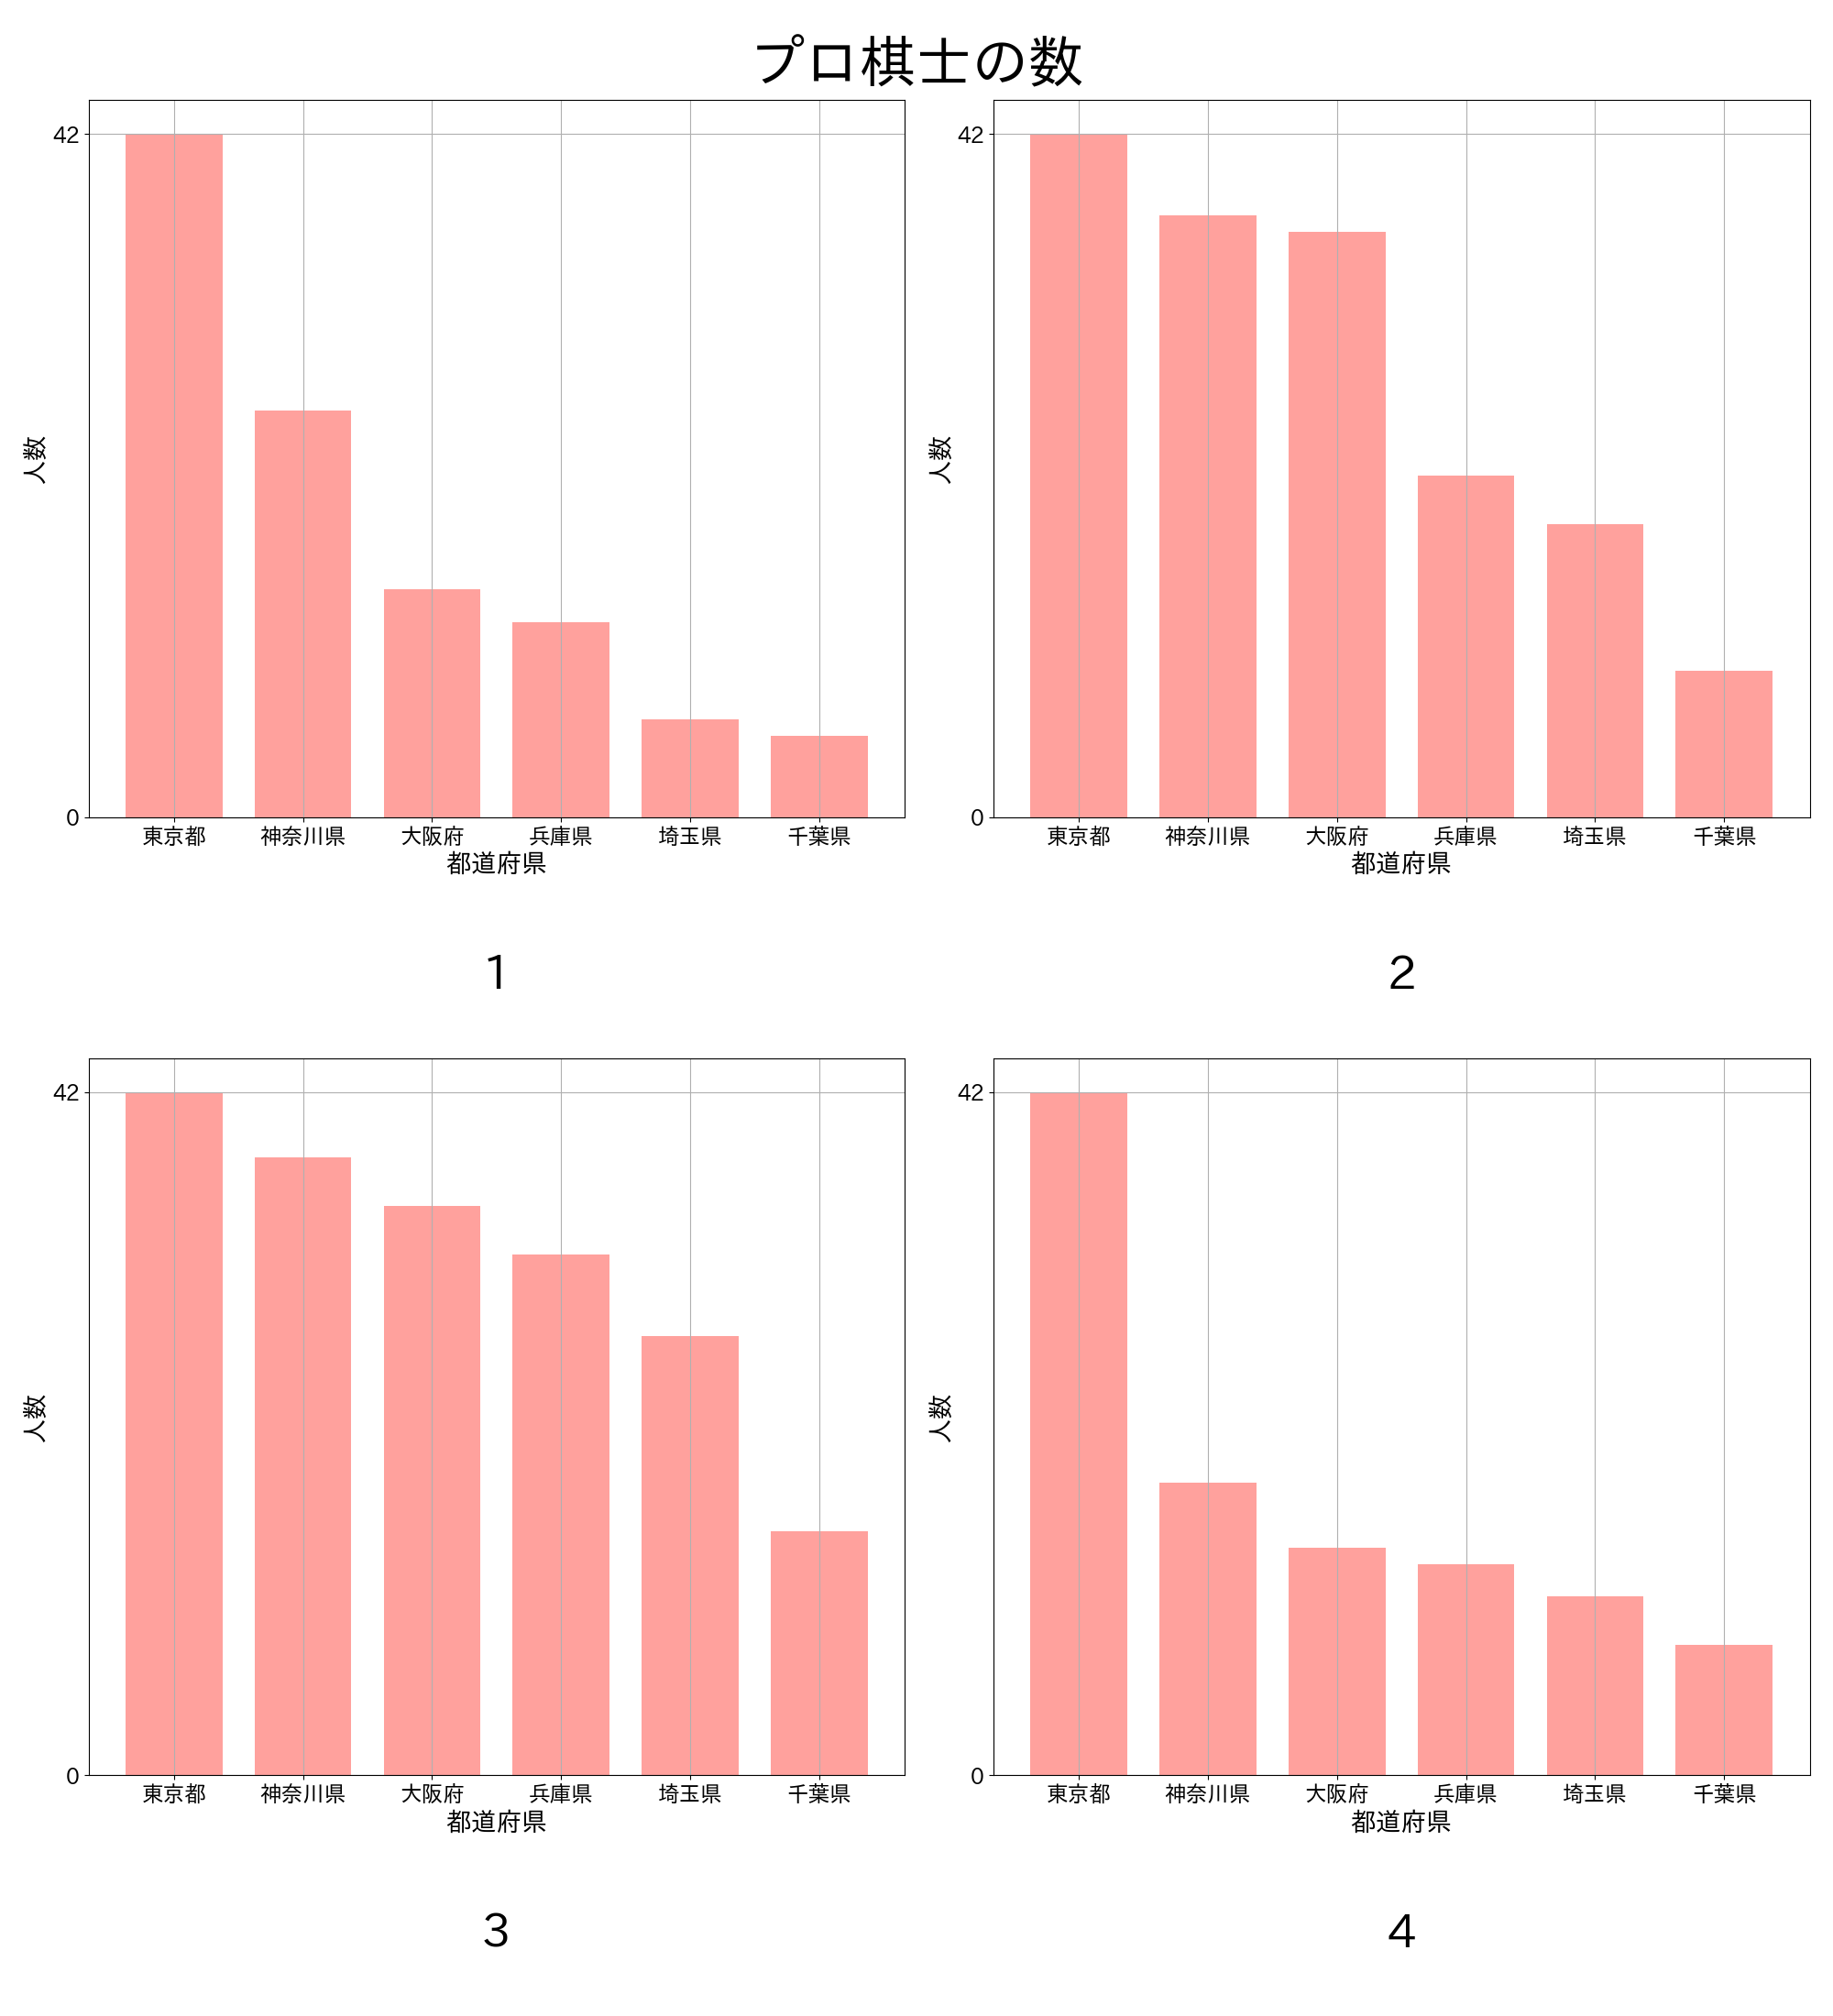 プロ棋士の数
42
0
人数
東京都 神奈川県 大阪府 兵庫県 埼玉県 千葉県
都道府県
1
42
0
人数
東京都 神奈川県 大阪府 兵庫県 埼玉県 千葉県
都道府県
2
42
0
人数
東京都 神奈川県 大阪府 兵庫県 埼玉県 千葉県
都道府県
3
42
0
人数
東京都 神奈川県 大阪府 兵庫県 埼玉県 千葉県
都道府県
4